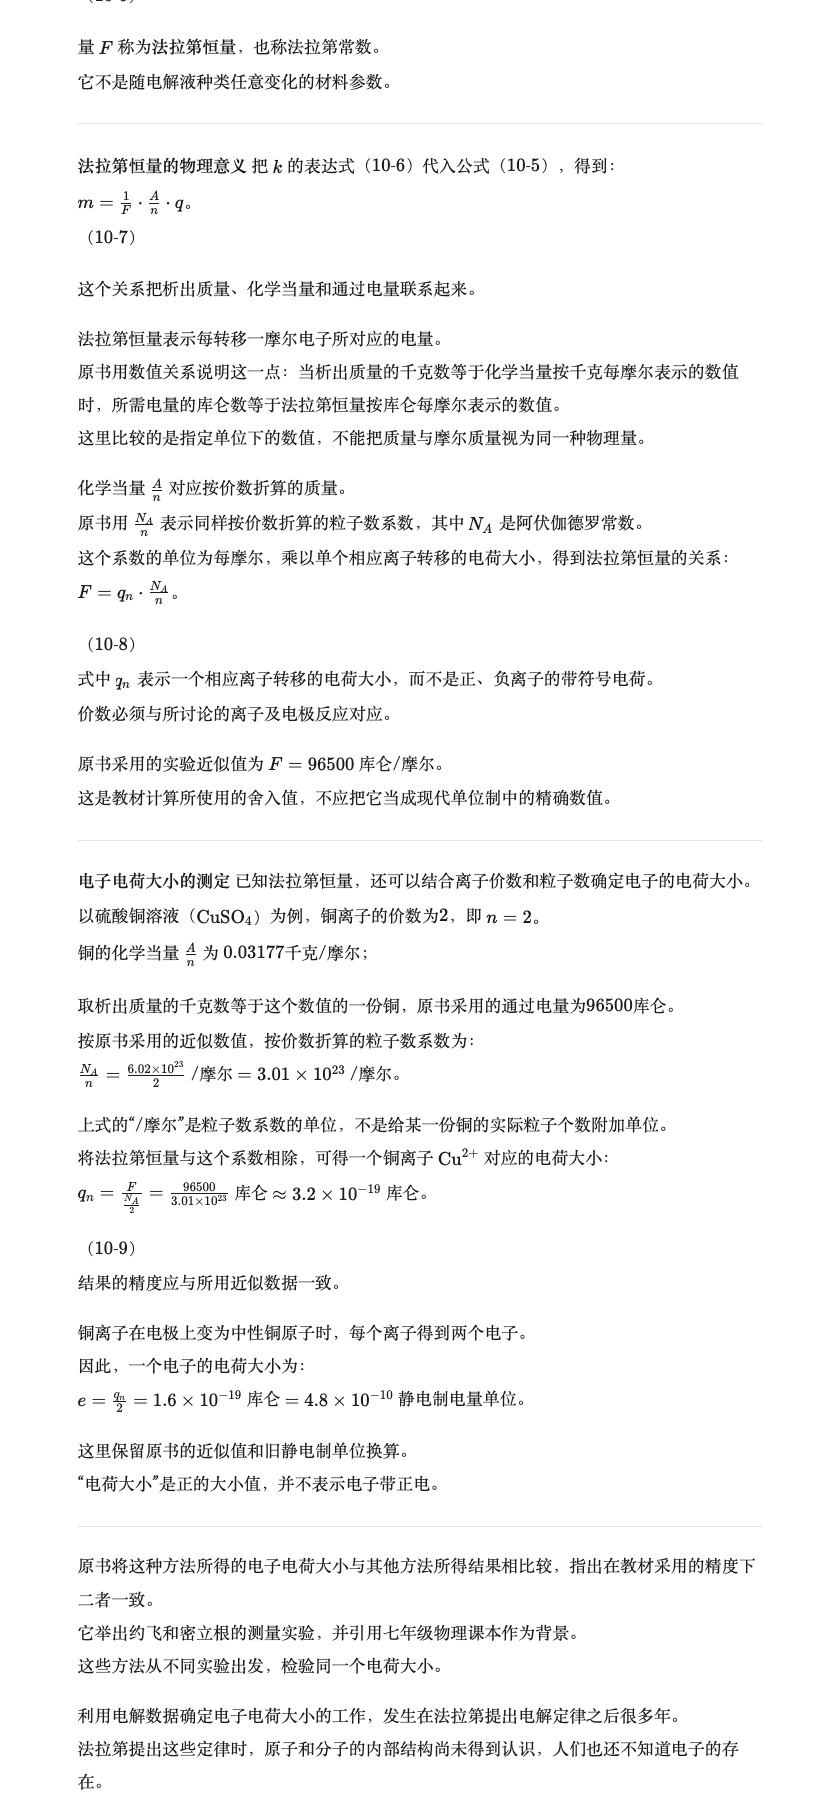 量 F 称为法拉第恒量，也称法拉第常数。
它不是随电解液种类任意变化的材料参数。
法拉第恒量的物理意义 把 k 的表达式（10-6）代入公式（10-5），得到：
m = 1/F · A/n · q。
（10-7）
这个关系把析出质量、化学当量和通过电量联系起来。
法拉第恒量表示每转移一摩尔电子所对应的电量。
原书用数值关系说明这一点：当析出质量的千克数等于化学当量按千克每摩尔表示的数值
时，所需电量的库仑数等于法拉第恒量按库仑每摩尔表示的数值。
这里比较的是指定单位下的数值，不能把质量与摩尔质量视为同一种物理量。
化学当量 A/n 对应按价数折算的质量。
原书用 N_A/n 表示同样按价数折算的粒子数系数，其中 N_A 是阿伏伽德罗常数。
这个系数的单位为每摩尔，乘以单个相应离子转移的电荷大小，得到法拉第恒量的关系：
F = q_n · N_A/n。
（10-8）
式中 q_n 表示一个相应离子转移的电荷大小，而不是正、负离子的带符号电荷。
价数必须与所讨论的离子及电极反应对应。
原书采用的实验近似值为 F = 96500 库仑/摩尔。
这是教材计算所使用的舍入值，不应把它当成现代单位制中的精确数值。
电子电荷大小的测定 已知法拉第恒量，还可以结合离子价数和粒子数确定电子的电荷大小。
以硫酸铜溶液（CuSO₄）为例，铜离子的价数为2，即 n = 2。
铜的化学当量 A/n 为 0.03177千克/摩尔；
取析出质量的千克数等于这个数值的一份铜，原书采用的通过电量为96500库仑。
按原书采用的近似数值，按价数折算的粒子数系数为：
N_A/n = 6.02×10²³/2 /摩尔 = 3.01 × 10²³ /摩尔。
上式的“/摩尔”是粒子数系数的单位，不是给某一份铜的实际粒子个数附加单位。
将法拉第恒量与这个系数相除，可得一个铜离子 Cu²⁺ 对应的电荷大小：
q_n = F/(N_A/2) = 96500/(3.01×10²³) 库仑 ≈ 3.2 × 10⁻¹⁹ 库仑。
（10-9）
结果的精度应与所用近似数据一致。
铜离子在电极上变为中性铜原子时，每个离子得到两个电子。
因此，一个电子的电荷大小为：
e = q_n/2 = 1.6 × 10⁻¹⁹ 库仑 = 4.8 × 10⁻¹⁰ 静电制电量单位。
这里保留原书的近似值和旧静电制单位换算。
“电荷大小”是正的大小值，并不表示电子带正电。
原书将这种方法所得的电子电荷大小与其他方法所得结果相比较，指出在教材采用的精度下
二者一致。
它举出约飞和密立根的测量实验，并引用七年级物理课本作为背景。
这些方法从不同实验出发，检验同一个电荷大小。
利用电解数据确定电子电荷大小的工作，发生在法拉第提出电解定律之后很多年。
法拉第提出这些定律时，原子和分子的内部结构尚未得到认识，人们也还不知道电子的存
在。